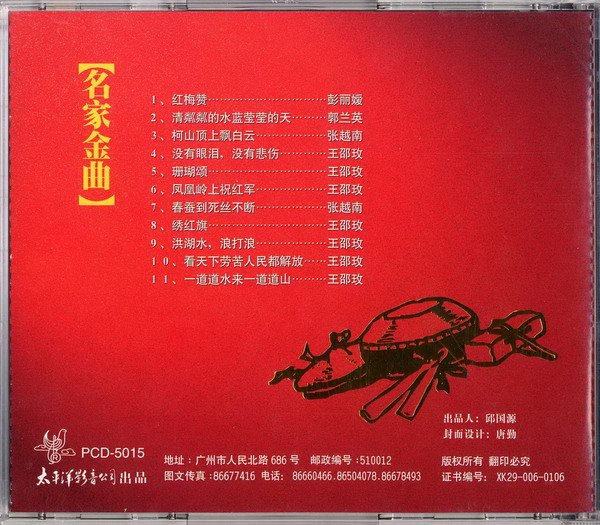 【名家金曲】
1、红梅赞…………………………彭丽媛
2、清粼粼的水蓝莹莹的天………郭兰英
3、柯山顶上飘白云………………张越南
4、没有眼泪，没有悲伤…………王邵玫
5、珊瑚颂…………………………王邵玫
6、凤凰岭上祝红军………………王邵玫
7、春蚕到死丝不断………………张越南
8、绣红旗…………………………王邵玫
9、洪湖水，浪打浪………………王邵玫
10、看天下劳苦人民都解放……王邵玫
11、一道道水来一道道山………王邵玫
出品人：邱国源
封面设计：唐勤
PCD-5015
太平洋影音公司出品
地址：广州市人民北路686号 邮政编号：510012
图文传真：86677416 电话：86660466.86504078.86678493
版权所有 翻印必究
证书编号：XK29-006-0106